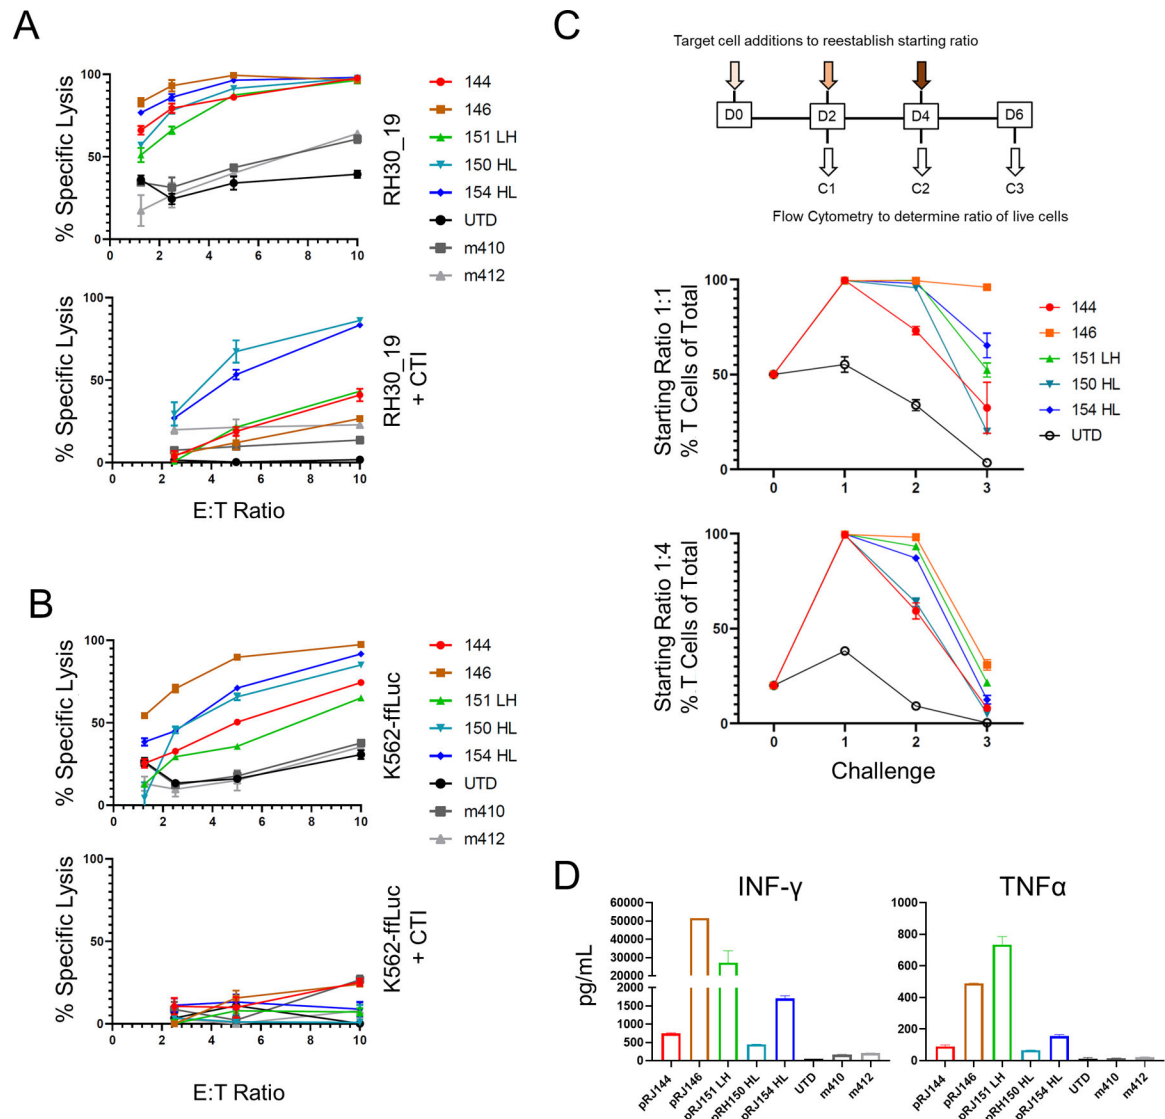 A
% Specific Lysis
100
50
0
0 2 4 6 8 10
RH30_19
144
146
151 LH
150 HL
154 HL
UTD
m410
m412
% Specific Lysis
100
50
0
0 2 4 6 8 10
RH30_19
+ CTI
E:T Ratio
B
% Specific Lysis
100
50
0
0 2 4 6 8 10
K562-ffLuc
144
146
151 LH
150 HL
154 HL
UTD
m410
m412
% Specific Lysis
100
50
0
0 2 4 6 8 10
K562-ffLuc
+ CTI
E:T Ratio
C
Target cell additions to reestablish starting ratio
D0 D2 D4 D6
C1 C2 C3
Flow Cytometry to determine ratio of live cells
Starting Ratio 1:1
% T Cells of Total
100
50
0
0 1 2 3
144
146
151 LH
150 HL
154 HL
UTD
Starting Ratio 1:4
% T Cells of Total
100
50
0
0 1 2 3
Challenge
D
INF-γ
pg/mL
60000
50000
40000
30000
20000
2000
1500
1000
500
0
pRJ144
pRJ146
pRJ151 LH
pRH150 HL
pRJ154 HL
UTD
m410
m412
TNFα
1000
800
600
400
200
0
pRJ144
pRJ146
pRJ151 LH
pRH150 HL
pRJ154 HL
UTD
m410
m412